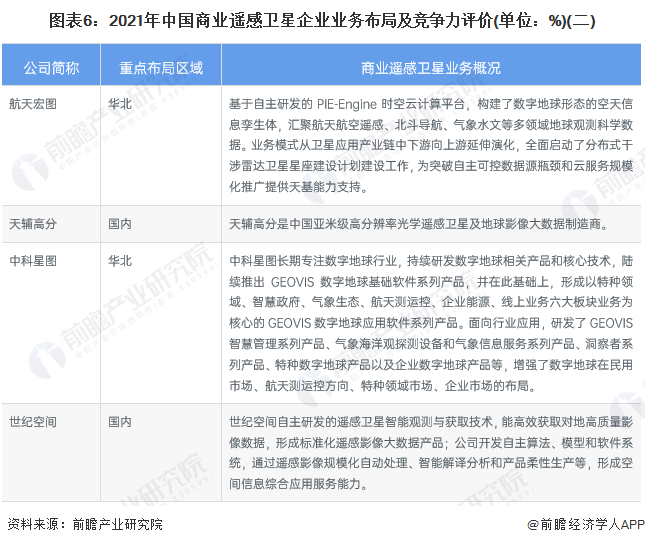 图表6：2021年中国商业遥感卫星企业业务布局及竞争力评价(单位：%)(二)
公司简称 重点布局区域 商业遥感卫星业务概况
航天宏图 华北 基于自主研发的 PIE-Engine 时空云计算平台，构建了数字地球形态的空天信
息孪生体，汇聚航天航空遥感、北斗导航、气象水文等多领域地球观测科学数
据。业务模式从卫星应用产业链中下游向上游延伸演化，全面启动了分布式干
涉雷达卫星星座建设计划建设工作，为突破自主可控数据源瓶颈和云服务规模
化推广提供天基能力支持。
天辅高分 国内 天辅高分是中国亚米级高分辨率光学遥感卫星及地球影像大数据制造商。
中科星图 华北 中科星图长期专注数字地球行业，持续研发数字地球相关产品和核心技术，陆
续推出 GEOVIS 数字地球基础软件系列产品，并在此基础上，形成以特种领
域、智慧政府、气象生态、航天测运控、企业能源、线上业务六大板块业务为
核心的 GEOVIS 数字地球应用软件系列产品。面向行业应用，研发了 GEOVIS
智慧管理系列产品、气象海洋观探测设备和气象信息服务系列产品、洞察者系
列产品、特种数字地球产品以及企业数字地球产品等，增强了数字地球在民用
市场、航天测运控方向、特种领域市场、企业市场的布局。
世纪空间 国内 世纪空间自主研发的遥感卫星智能观测与获取技术，能高效获取对地高质量影
像数据，形成标准化遥感影像大数据产品；公司开发自主算法、模型和软件系
统，通过遥感影像规模化自动处理、智能解译分析和产品柔性生产等，形成空
间信息综合应用服务能力。
资料来源：前瞻产业研究院 @前瞻经济学人APP
前瞻产业研究院